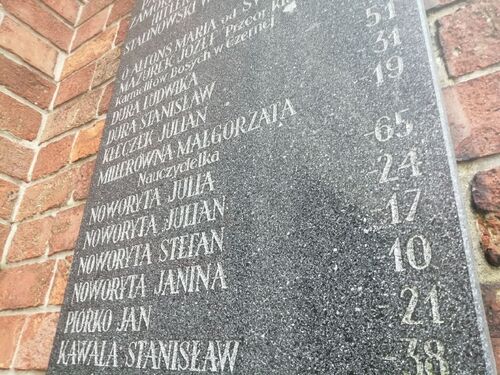 STALINOWSKI
O ALFONS MARIA od
MAZUREK JÓZEF Przeor
Karmelitów Bosych w Czernej
DURA LUDWIKA
DURA STANISŁAW 51
KLECZEK JULIAN 31
MILLERÓWNA MAŁGORZATA 19
Nauczycielka
NOWORYTA JULIA -65
NOWORYTA JULIAN -24
NOWORYTA STEFAN -17
NOWORYTA JANINA 10
PIÓRKO JAN -21
KAWALA STANISŁAW -38